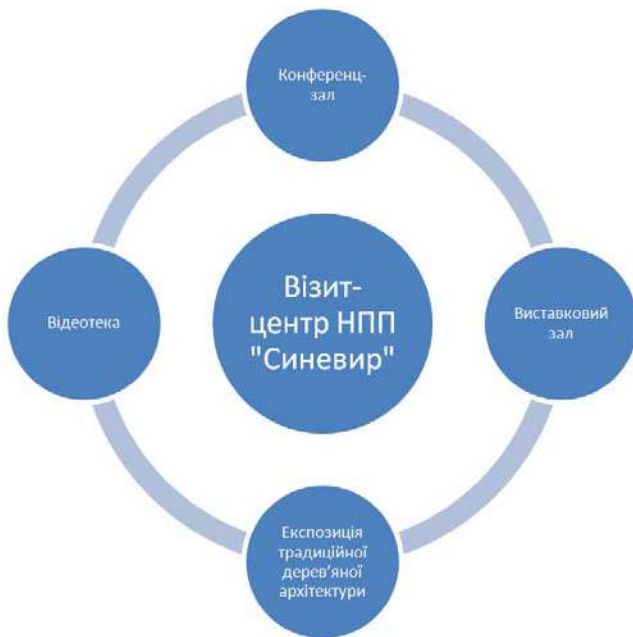 Конференц-
зал
Візит-
центр НПП
"Синевир"
Відеотека
Виставковий
зал
Експозиція
традиційної
дерев’яної
архітектури